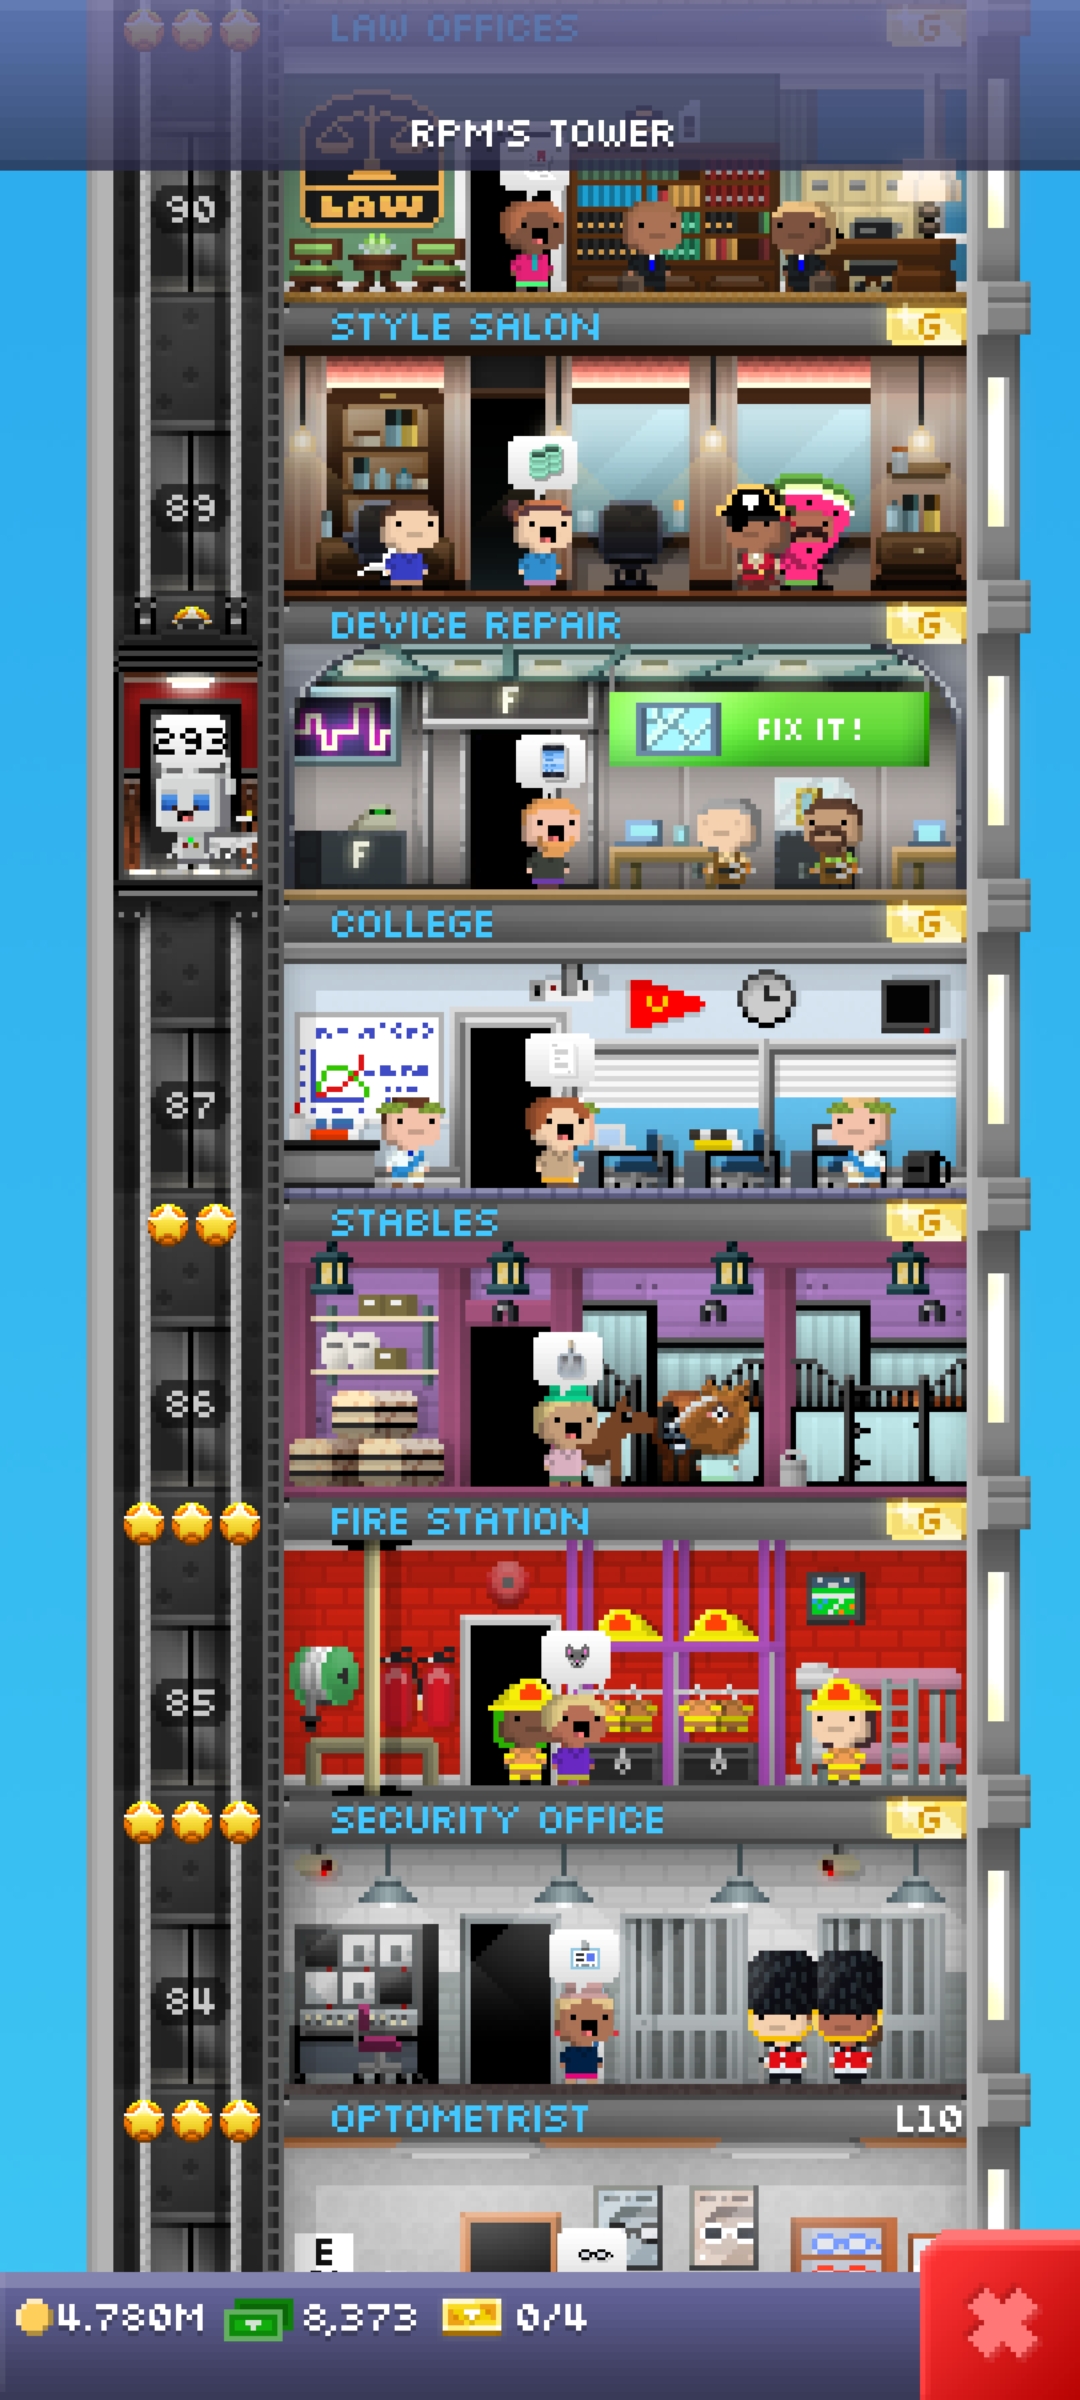 LAW OFFICES G
RPM'S TOWER
LAW
90
STYLE SALON G
89
DEVICE REPAIR G
F
FIX IT!
293
F
COLLEGE G
U
87
STABLES G
86
FIRE STATION G
85
SECURITY OFFICE G
84
OPTOMETRIST L10
E
4.780M 8,373 0/4